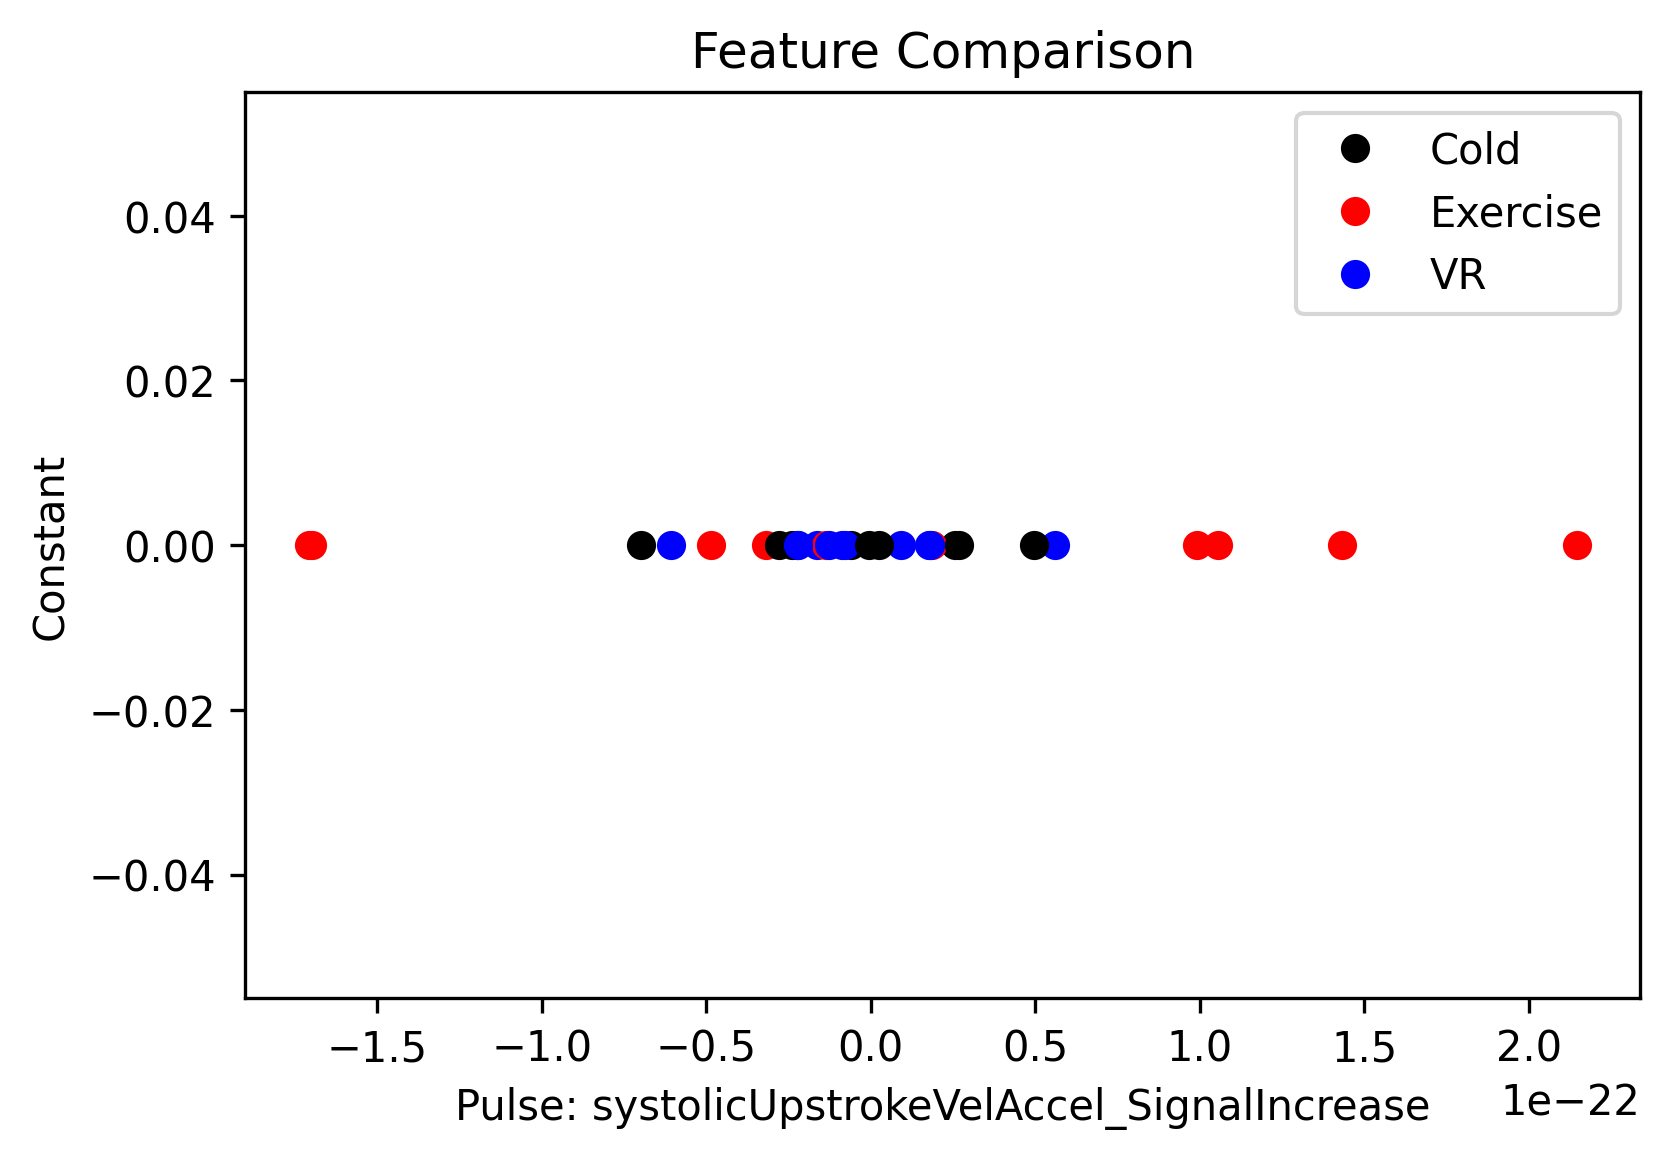 Feature Comparison
Cold
Exercise
VR
0.04
0.02
0.00
−0.02
−0.04
Constant
−1.5 −1.0 −0.5 0.0 0.5 1.0 1.5 2.0
1e−22
Pulse: systolicUpstrokeVelAccel_SignalIncrease